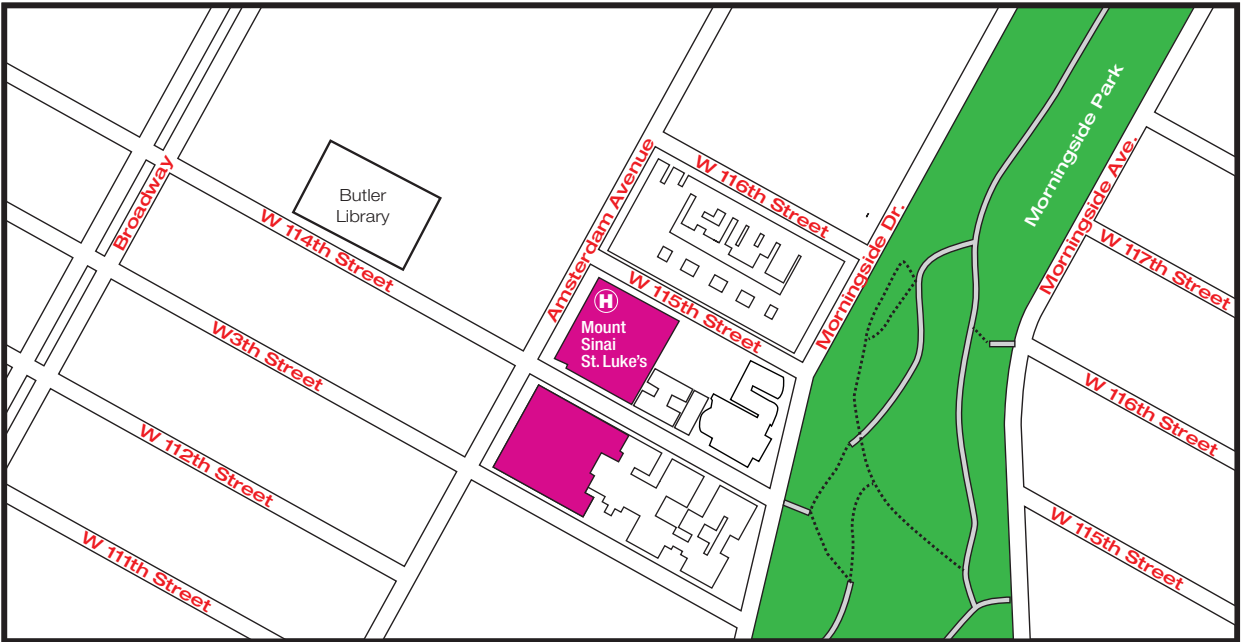 Morningside Park
W 116th Street
Morningside Ave.
Broadway
Butler
Library
W 114th Street
Amsterdam Avenue
Morningside Dr.
W 117th Street
W 115th Street
H
Mount
Sinai
St. Luke's
W3th Street
W 116th Street
W 112th Street
W 115th Street
W 111th Street